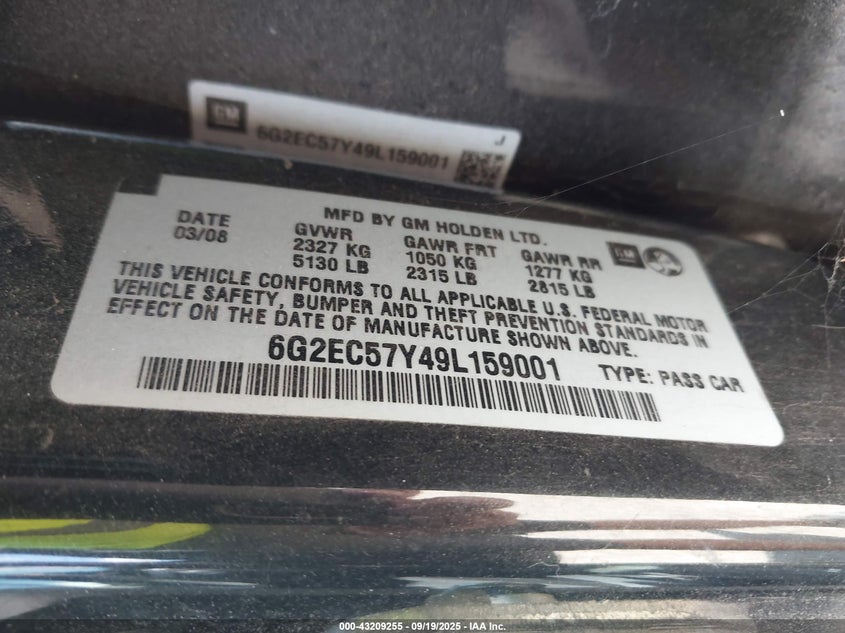 GM
6G2EC57Y49L159001
J
MFD BY GM HOLDEN LTD.
DATE GVWR GAWR FRT GAWR RR GM
03/08 2327 KG 1050 KG 1277 KG
5130 LB 2315 LB 2815 LB
THIS VEHICLE CONFORMS TO ALL APPLICABLE U.S. FEDERAL MOTOR
VEHICLE SAFETY, BUMPER AND THEFT PREVENTION STANDARDS IN
EFFECT ON THE DATE OF MANUFACTURE SHOWN ABOVE.
6G2EC57Y49L159001 TYPE: PASS CAR
000-43209255 - 09/19/2025 - IAA Inc.